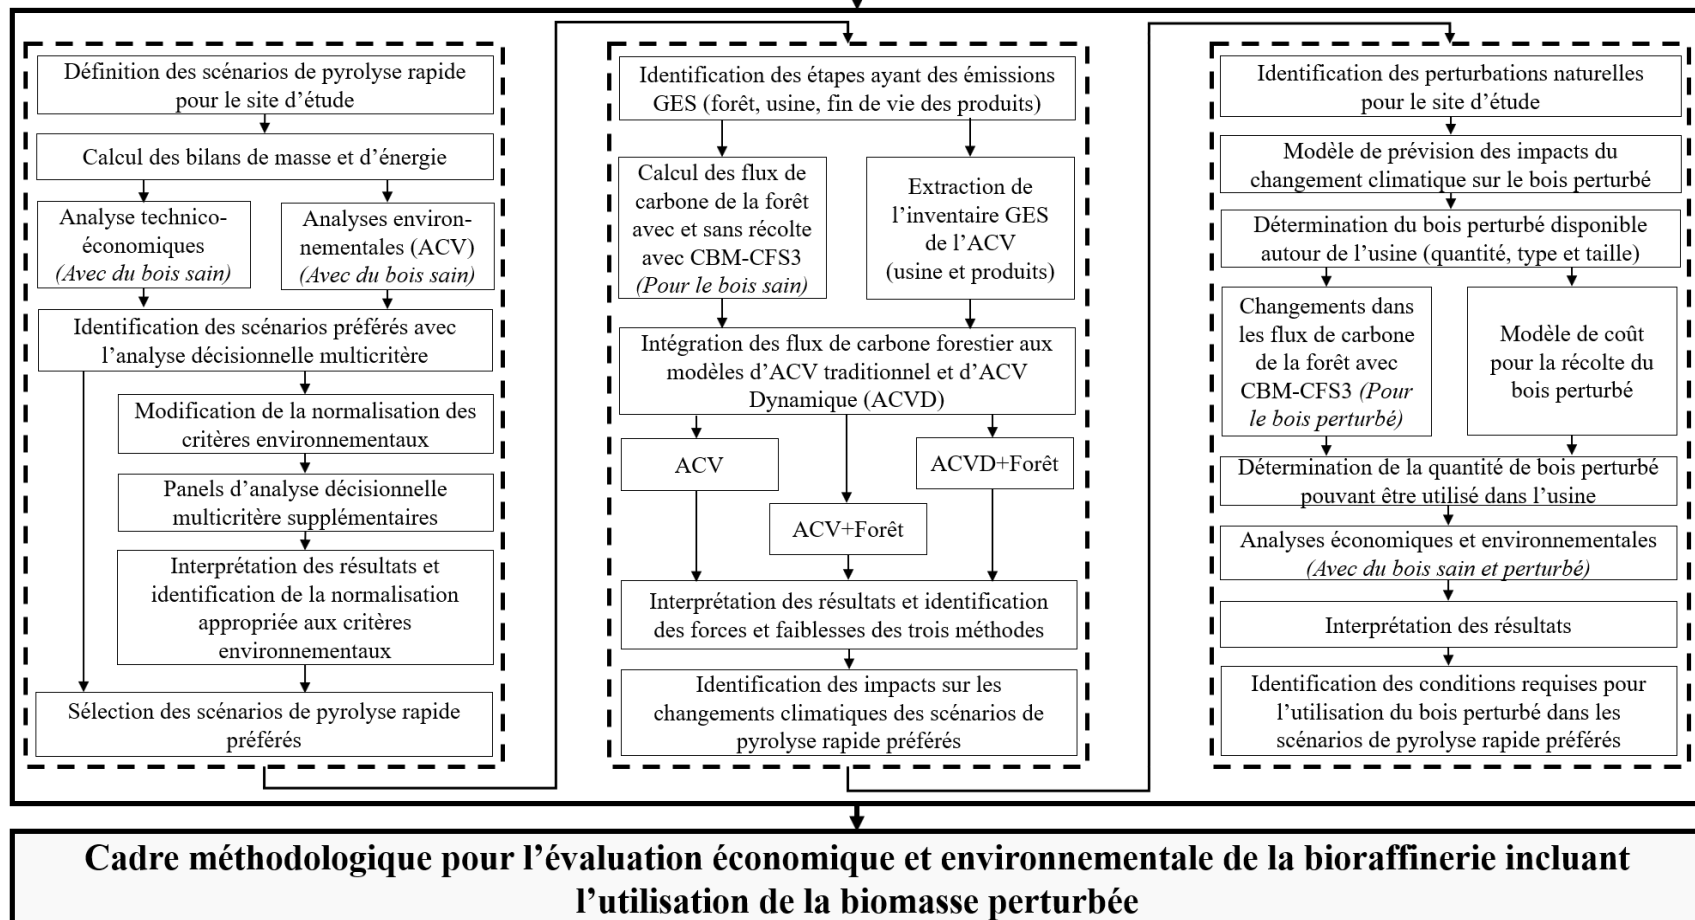 Définition des scénarios de pyrolyse rapide
pour le site d’étude
Calcul des bilans de masse et d’énergie
Analyse technico-
économiques
(Avec du bois sain)
Analyses environ-
nementales (ACV)
(Avec du bois sain)
Identification des scénarios préférés avec
l’analyse décisionnelle multicritère
Modification de la normalisation des
critères environnementaux
Panels d’analyse décisionnelle
multicritère supplémentaires
Interprétation des résultats et
identification de la normalisation
appropriée aux critères
environnementaux
Sélection des scénarios de pyrolyse rapide
préférés
Identification des étapes ayant des émissions
GES (forêt, usine, fin de vie des produits)
Calcul des flux de
carbone de la forêt
avec et sans récolte
avec CBM-CFS3
(Pour le bois sain)
Extraction de
l’inventaire GES
de l’ACV
(usine et produits)
Intégration des flux de carbone forestier aux
modèles d’ACV traditionnel et d’ACV
Dynamique (ACVD)
ACV
ACV+Forêt
ACVD+Forêt
Interprétation des résultats et identification
des forces et faiblesses des trois méthodes
Identification des impacts sur les
changements climatiques des scénarios de
pyrolyse rapide préférés
Identification des perturbations naturelles
pour le site d’étude
Modèle de prévision des impacts du
changement climatique sur le bois perturbé
Détermination du bois perturbé disponible
autour de l’usine (quantité, type et taille)
Changements dans
les flux de carbone
de la forêt avec
CBM-CFS3 (Pour
le bois perturbé)
Modèle de coût
pour la récolte du
bois perturbé
Détermination de la quantité de bois perturbé
pouvant être utilisé dans l’usine
Analyses économiques et environnementales
(Avec du bois sain et perturbé)
Interprétation des résultats
Identification des conditions requises pour
l’utilisation du bois perturbé dans les
scénarios de pyrolyse rapide préférés
Cadre méthodologique pour l’évaluation économique et environnementale de la bioraffinerie incluant
l’utilisation de la biomasse perturbée